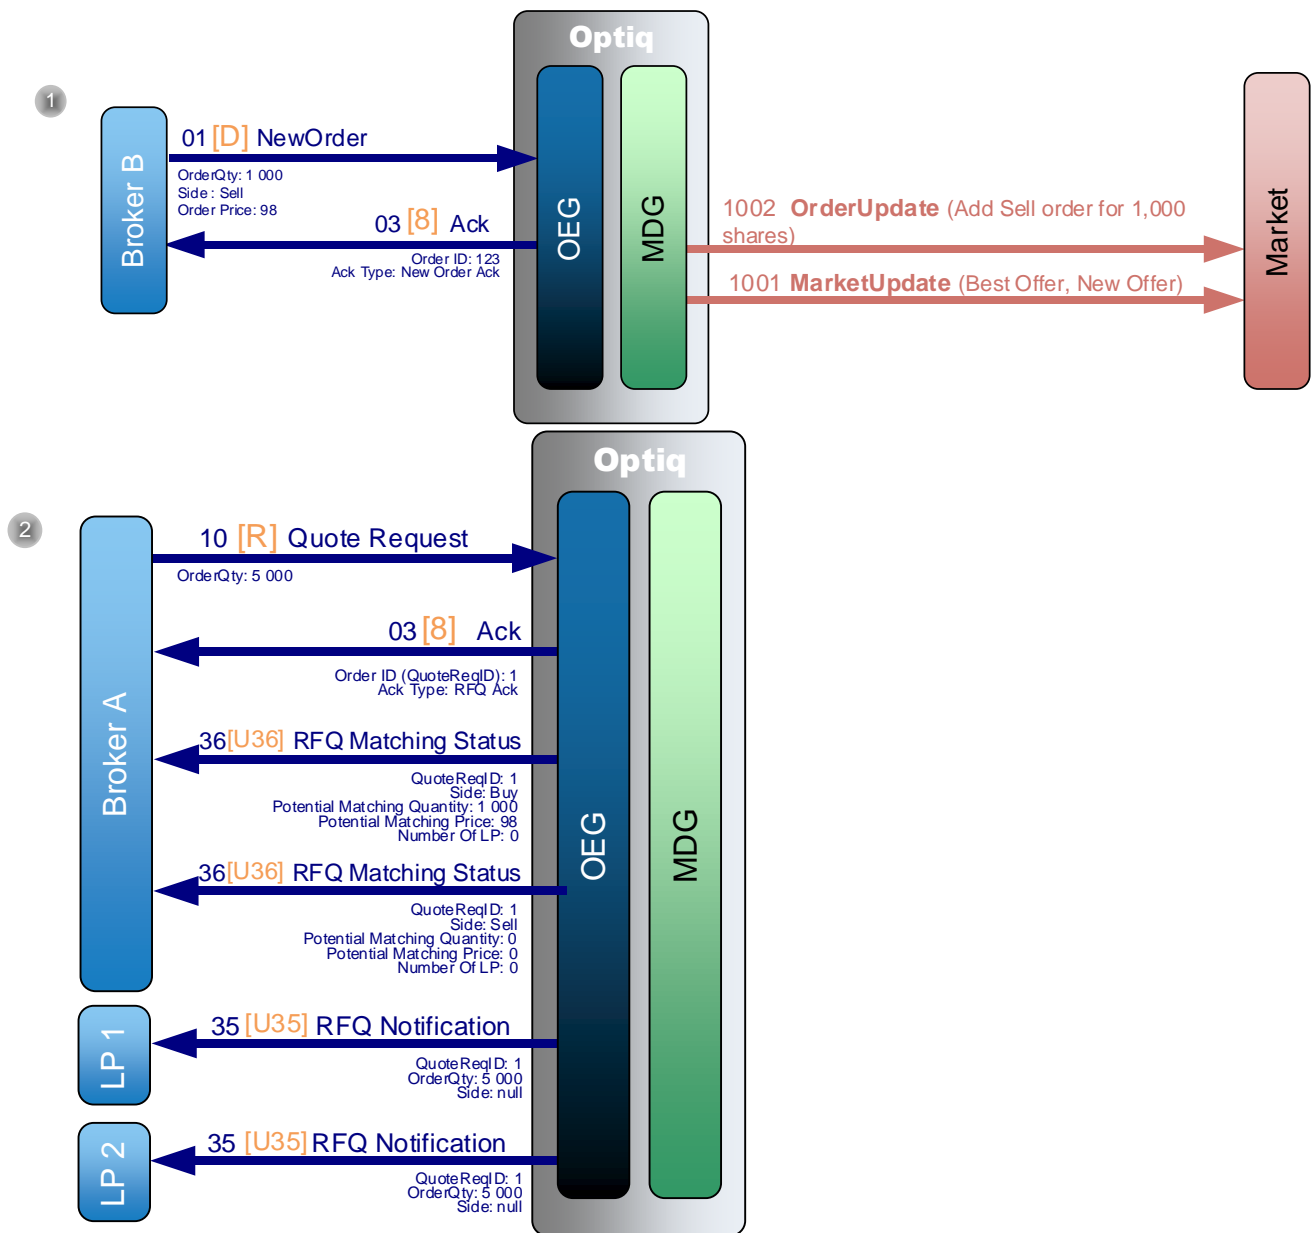 Optiq
1
Broker B
01 [D] NewOrder
OrderQty: 1 000
Side : Sell
Order Price: 98
03 [8] Ack
Order ID: 123
Ack Type: New Order Ack
OEG
MDG
1002 OrderUpdate (Add Sell order for 1,000
shares)
1001 MarketUpdate (Best Offer, New Offer)
Market
Optiq
2
Broker A
10 [R] Quote Request
OrderQty: 5 000
03 [8] Ack
Order ID (QuoteReqID): 1
Ack Type: RFQ Ack
36[U36] RFQ Matching Status
QuoteReqID: 1
Side: Buy
Potential Matching Quantity: 1 000
Potential Matching Price: 98
Number Of LP: 0
36[U36] RFQ Matching Status
QuoteReqID: 1
Side: Sell
Potential Matching Quantity: 0
Potential Matching Price: 0
Number Of LP: 0
OEG
MDG
LP 1
35 [U35] RFQ Notification
QuoteReqID: 1
OrderQty: 5 000
Side: null
LP 2
35 [U35] RFQ Notification
QuoteReqID: 1
OrderQty: 5 000
Side: null